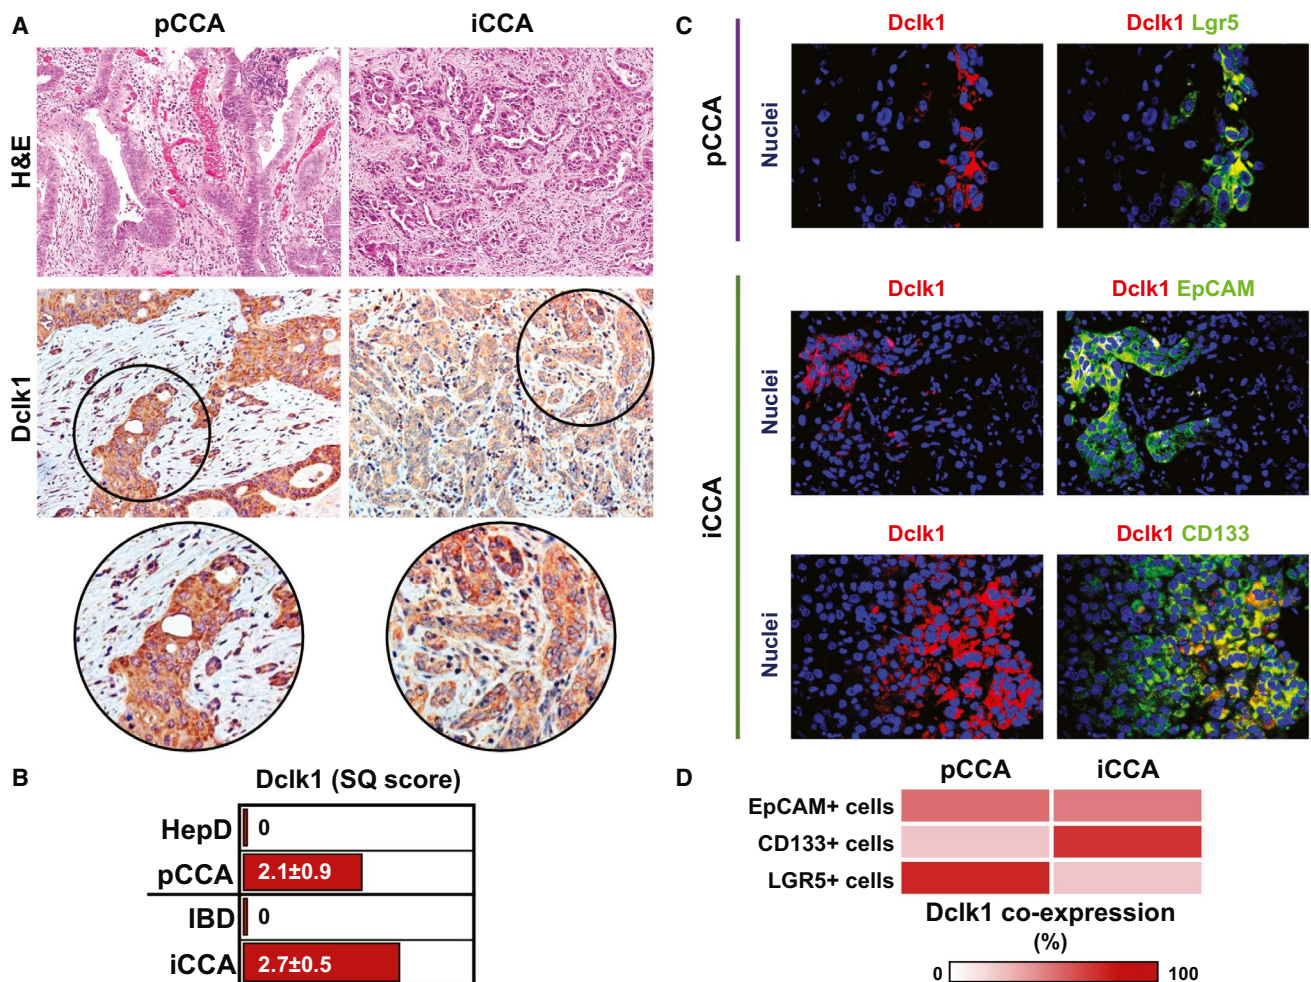 A
pCCA
iCCA
H&E
Dclk1
B
Dclk1 (SQ score)
HepD
0
pCCA
2.1±0.9
IBD
0
iCCA
2.7±0.5
C
pCCA
Nuclei
Dclk1
Dclk1 Lgr5
iCCA
Nuclei
Dclk1
Dclk1 EpCAM
Nuclei
Dclk1
Dclk1 CD133
D
pCCA
iCCA
EpCAM+ cells
CD133+ cells
LGR5+ cells
Dclk1 co-expression
(%)
0
100